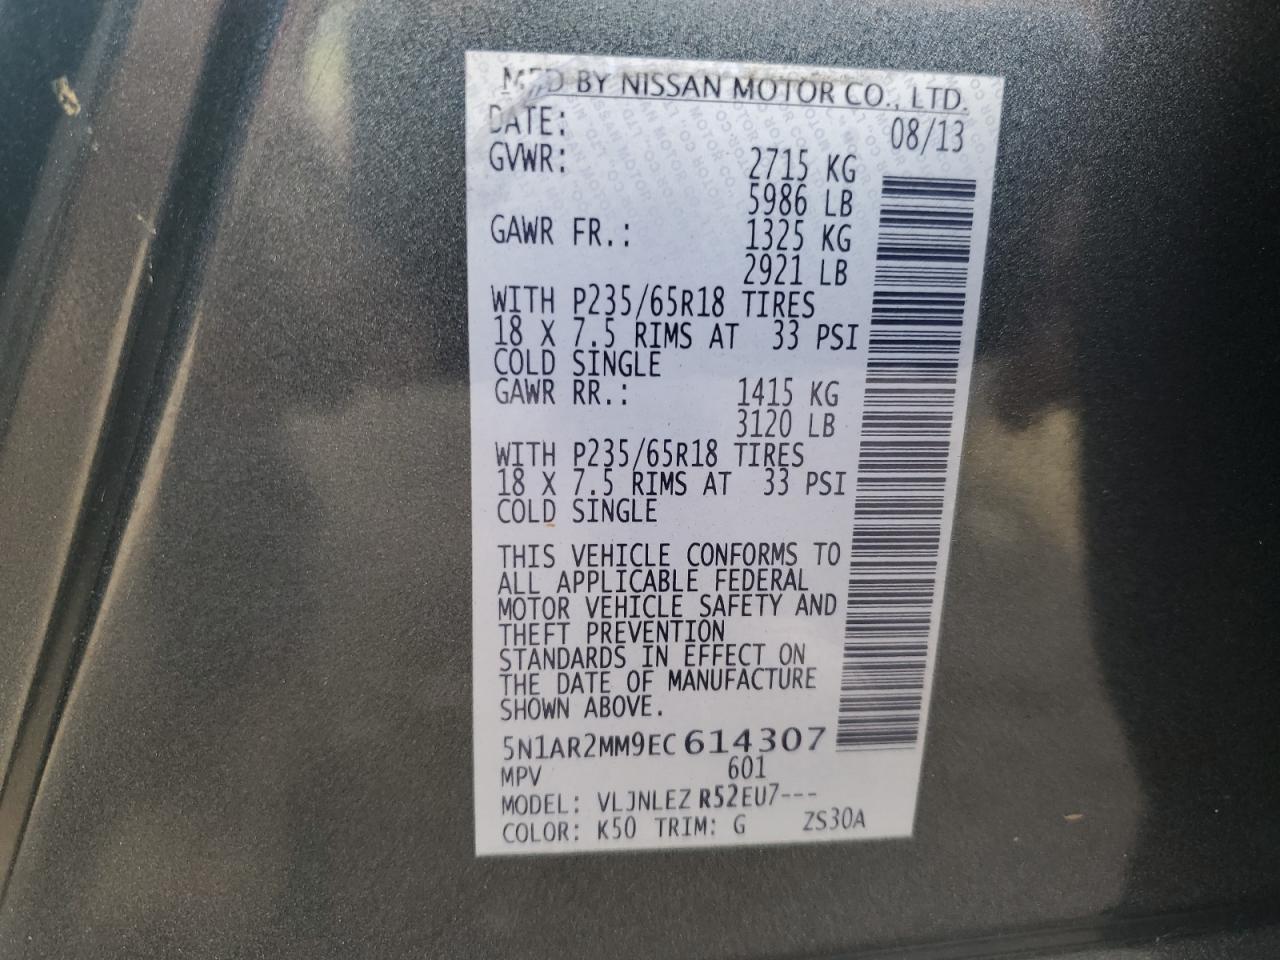 MFD BY NISSAN MOTOR CO., LTD.
DATE: 08/13
GVWR: 2715 KG
5986 LB
GAWR FR.: 1325 KG
2921 LB
WITH P235/65R18 TIRES
18 X 7.5 RIMS AT 33 PSI
COLD SINGLE
GAWR RR.: 1415 KG
3120 LB
WITH P235/65R18 TIRES
18 X 7.5 RIMS AT 33 PSI
COLD SINGLE
THIS VEHICLE CONFORMS TO
ALL APPLICABLE FEDERAL
MOTOR VEHICLE SAFETY AND
THEFT PREVENTION
STANDARDS IN EFFECT ON
THE DATE OF MANUFACTURE
SHOWN ABOVE.
5N1AR2MM9EC614307
MPV 601
MODEL: VLJNLEZ R52EU7---
COLOR: K50 TRIM: G ZS30A